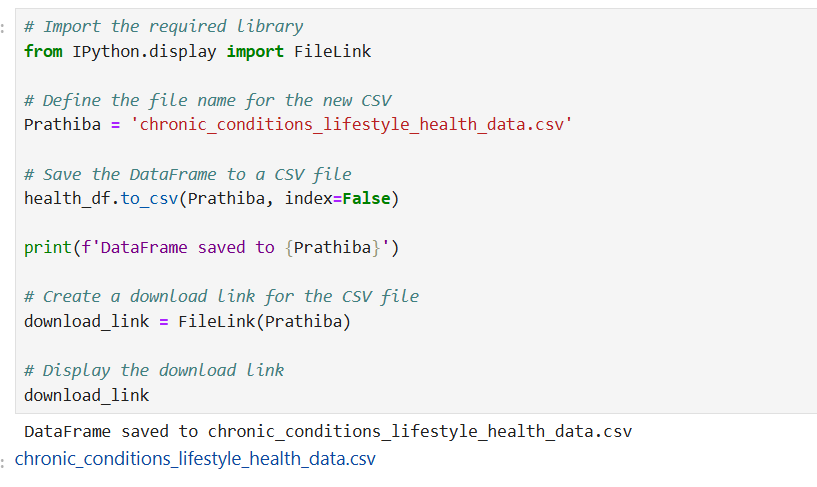 # Import the required library
from IPython.display import FileLink
# Define the file name for the new CSV
Prathiba = 'chronic_conditions_lifestyle_health_data.csv'
# Save the DataFrame to a CSV file
health_df.to_csv(Prathiba, index=False)
print(f'DataFrame saved to {Prathiba}')
# Create a download link for the CSV file
download_link = FileLink(Prathiba)
# Display the download link
download_link
DataFrame saved to chronic_conditions_lifestyle_health_data.csv
chronic_conditions_lifestyle_health_data.csv